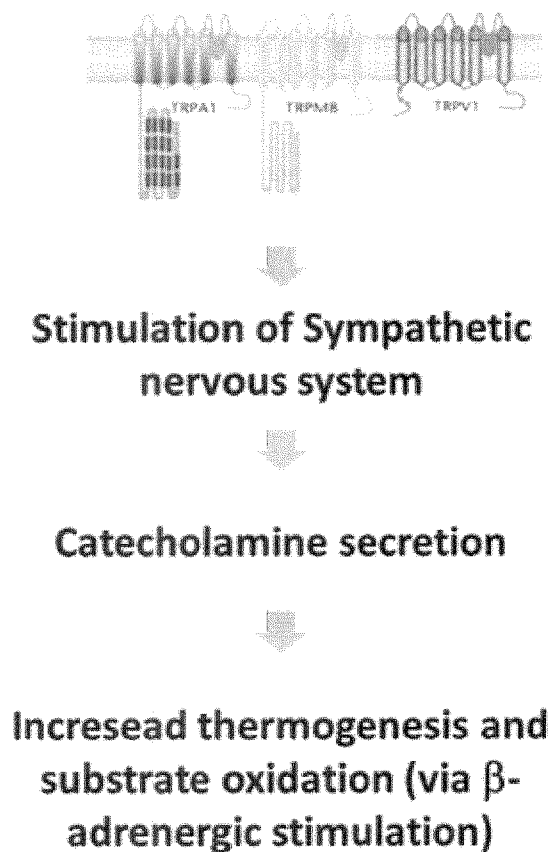 TRPA1 TRPM8 TRPV1
Stimulation of Sympathetic
nervous system
Catecholamine secretion
Incresead thermogenesis and
substrate oxidation (via β-
adrenergic stimulation)